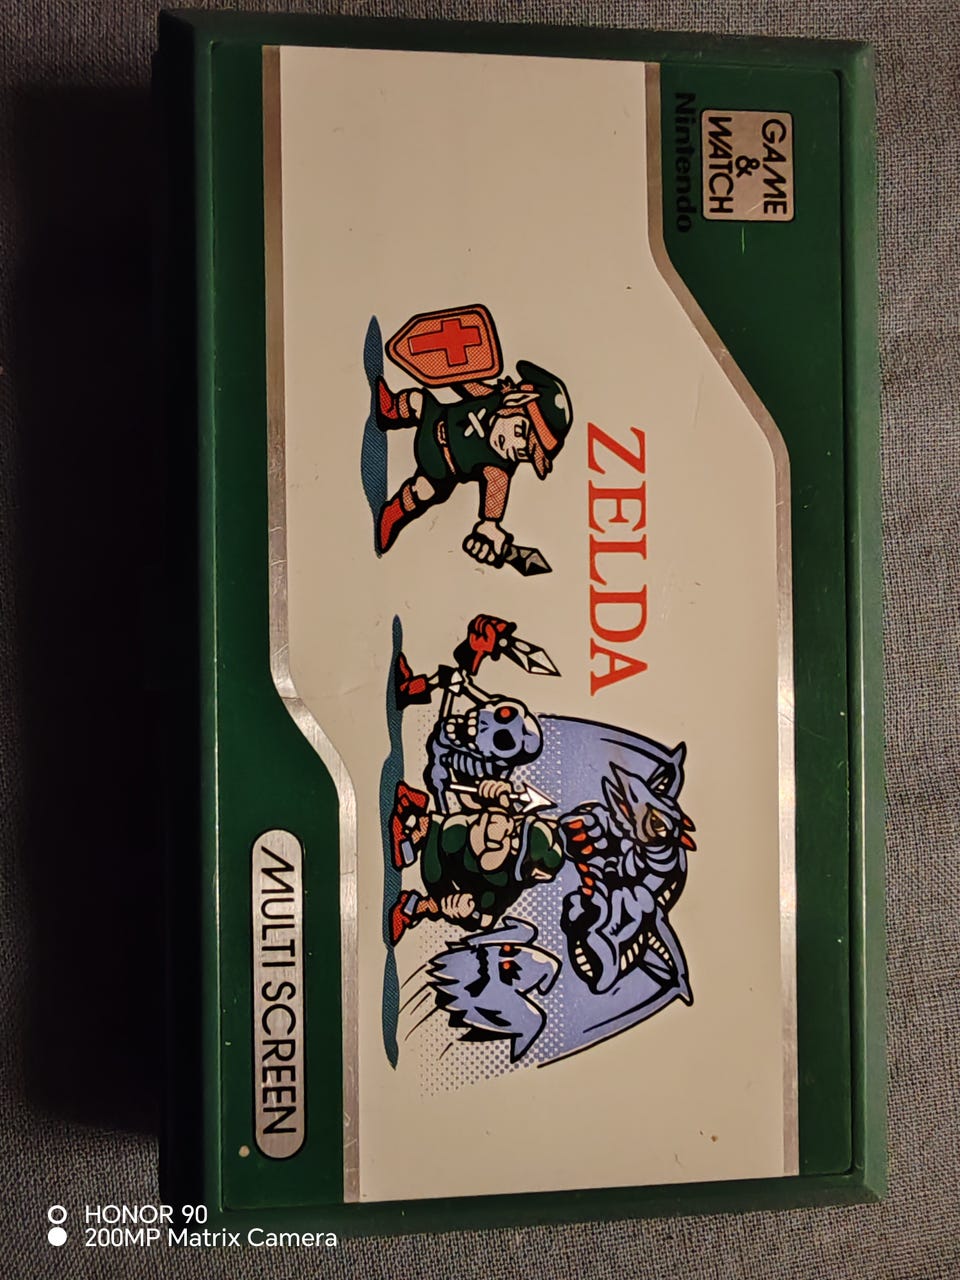 GAME
&
WATCH
Nintendo
ZELDA
MULTI SCREEN
HONOR 90
200MP Matrix Camera